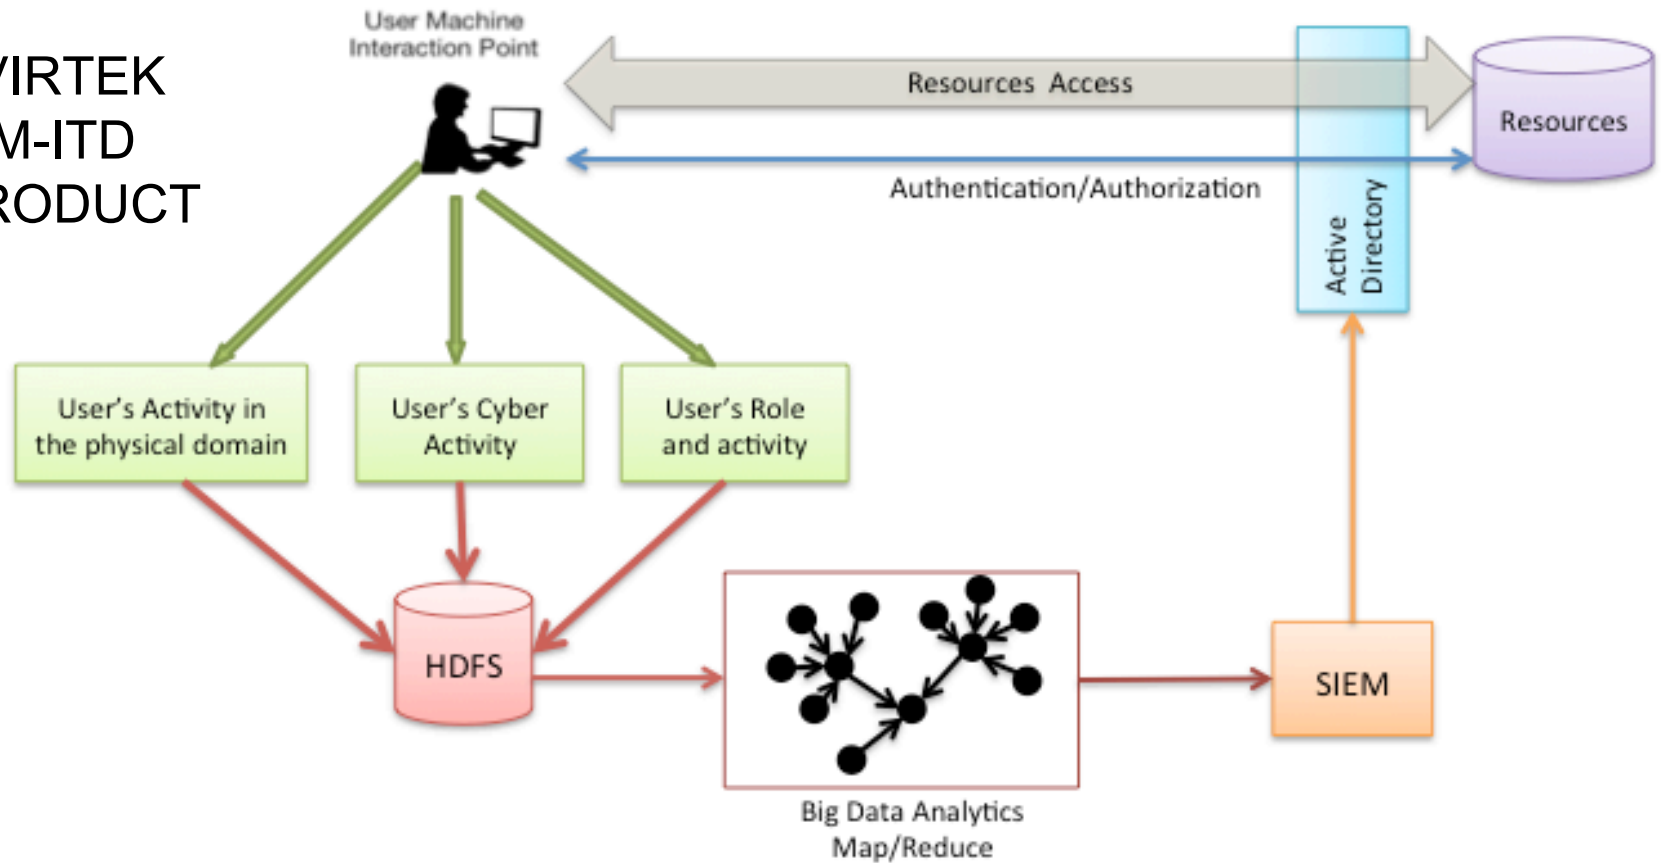 User Machine
Interaction Point
VIRTEK
M-ITD
RODUCT
Resources Access
Resources
Authentication/Authorization
Active
Directory
User's Activity in
the physical domain
User's Cyber
Activity
User's Role
and activity
HDFS
SIEM
Big Data Analytics
Map/Reduce